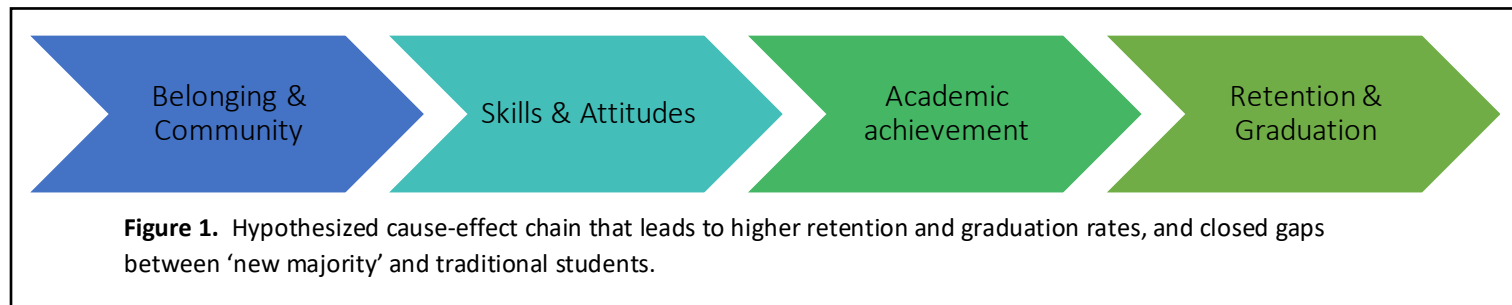 Belonging &
Community
Skills & Attitudes
Academic
achievement
Retention &
Graduation
Figure 1. Hypothesized cause-effect chain that leads to higher retention and graduation rates, and closed gaps
between ‘new majority’ and traditional students.